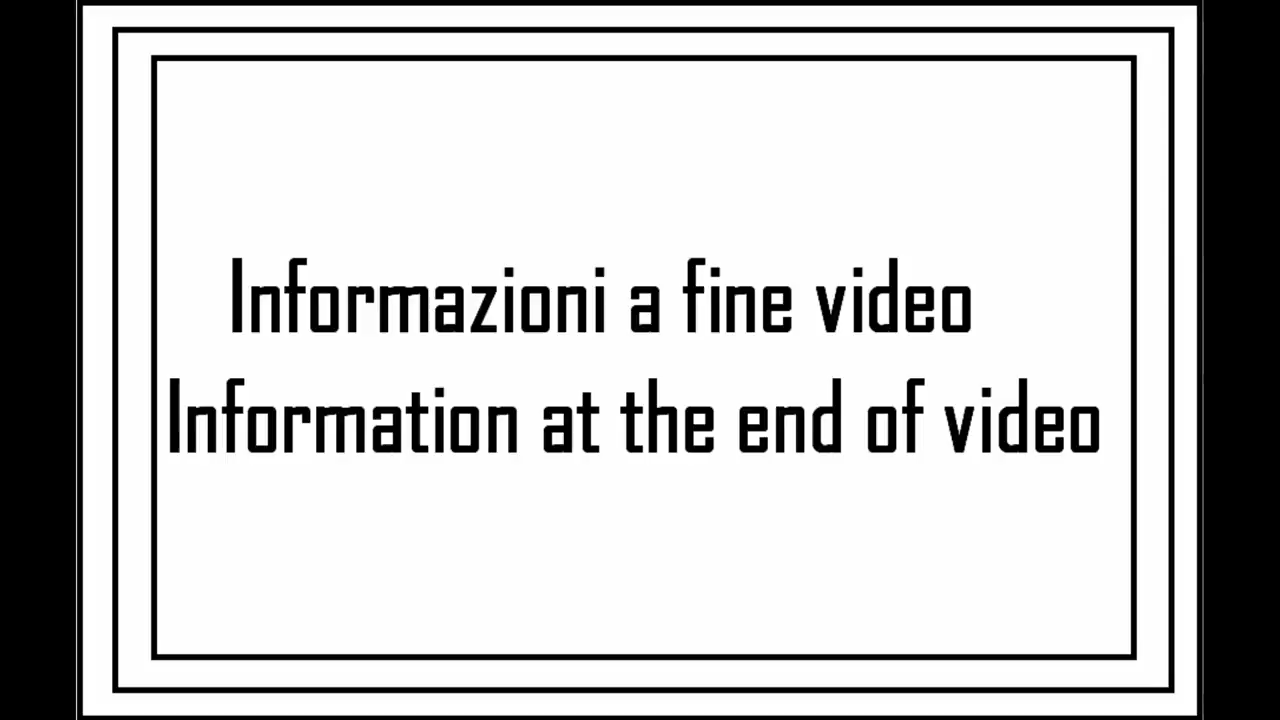 Informazioni a fine video
Information at the end of video